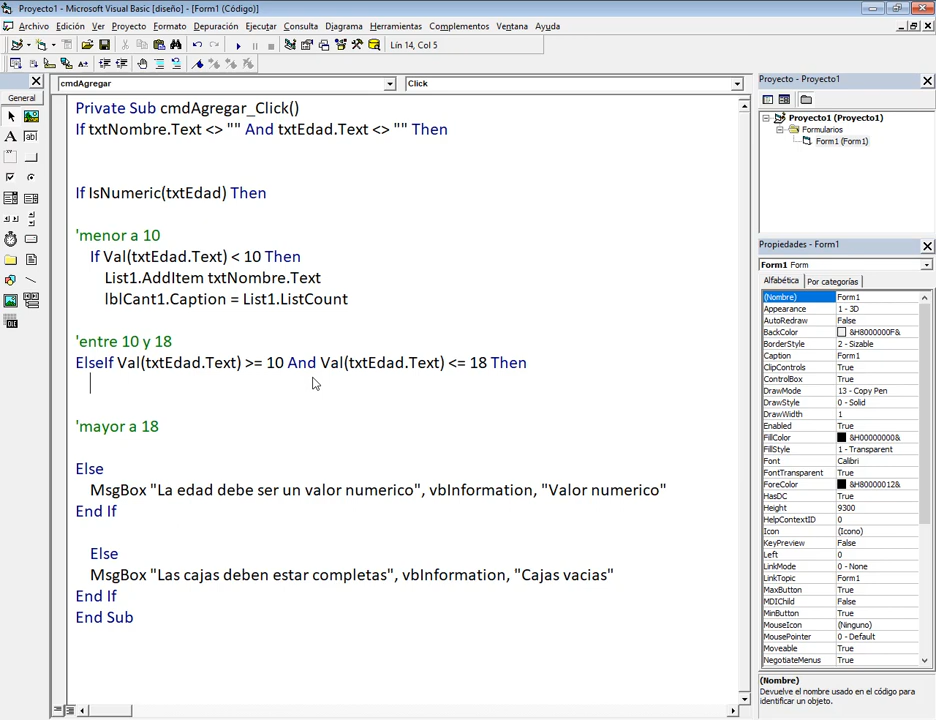 Proyecto1 - Microsoft Visual Basic [diseño] - [Form1 (Código)]
Archivo Edición Ver Proyecto Formato Depuración Ejecutar Consulta Diagrama Herramientas Complementos Ventana Ayuda
Lín 14, Col 5
General
cmdAgregar Click
Private Sub cmdAgregar_Click()
If txtNombre.Text <> "" And txtEdad.Text <> "" Then
If IsNumeric(txtEdad) Then
'menor a 10
If Val(txtEdad.Text) < 10 Then
List1.AddItem txtNombre.Text
lblCant1.Caption = List1.ListCount
'entre 10 y 18
ElseIf Val(txtEdad.Text) >= 10 And Val(txtEdad.Text) <= 18 Then
'mayor a 18
Else
MsgBox "La edad debe ser un valor numerico", vbInformation, "Valor numerico"
End If
Else
MsgBox "Las cajas deben estar completas", vbInformation, "Cajas vacias"
End If
End Sub
Proyecto - Proyecto1
Proyecto1 (Proyecto1)
Formularios
Form1 (Form1)
Propiedades - Form1
Form1 Form
Alfabética Por categorías
(Nombre) Form1
Appearance 1 - 3D
AutoRedraw False
BackColor &H8000000F&
BorderStyle 2 - Sizable
Caption Form1
ClipControls True
ControlBox True
DrawMode 13 - Copy Pen
DrawStyle 0 - Solid
DrawWidth 1
Enabled True
FillColor &H00000000&
FillStyle 1 - Transparent
Font Calibri
FontTransparent True
ForeColor &H80000012&
HasDC True
Height 9300
HelpContextID 0
Icon (Icono)
KeyPreview False
Left 0
LinkMode 0 - None
LinkTopic Form1
MaxButton True
MDIChild False
MinButton True
MouseIcon (Ninguno)
MousePointer 0 - Default
Moveable True
NegotiateMenus True
(Nombre)
Devuelve el nombre usado en el código para
identificar un objeto.